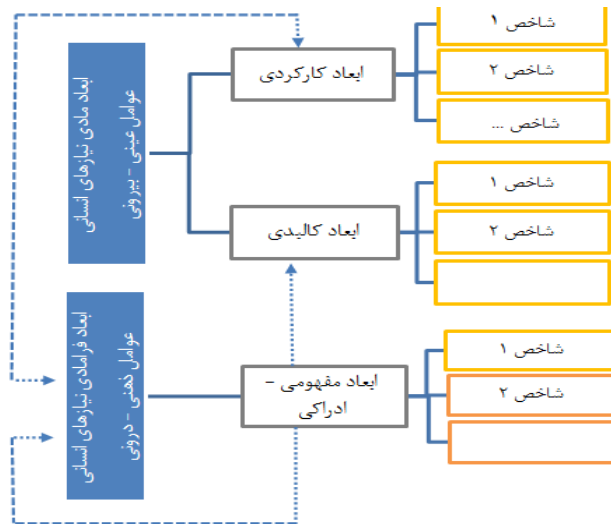 شاخص ۱
ابعاد کارکردی
شاخص ۲
شاخص ...
ابعاد مادی نیازهای انسانی
عوامل عینی – بیرونی
شاخص ۱
ابعاد کالبدی
شاخص ۲
ابعاد فرامادی نیازهای انسانی
عوامل ذهنی – درونی
شاخص ۱
ابعاد مفهومی –
ادراکی
شاخص ۲